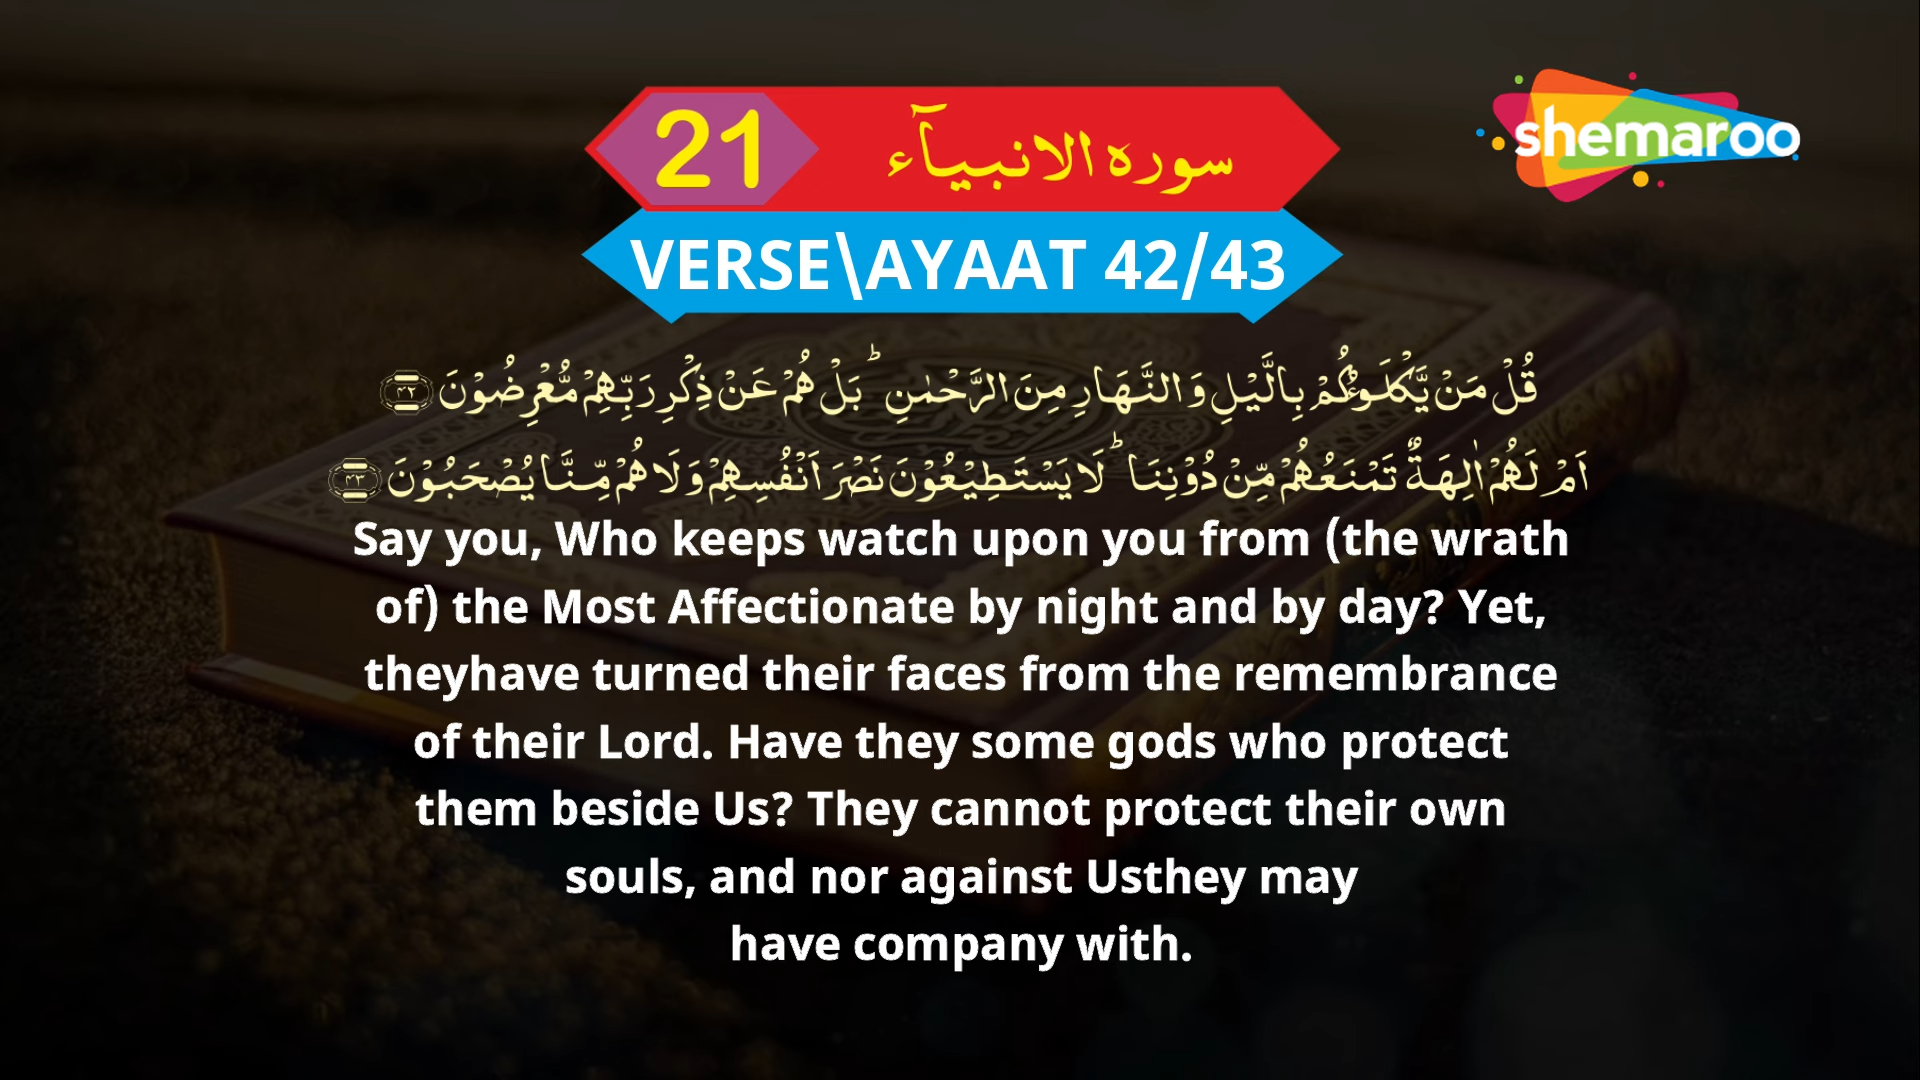 21 سوره الانبیآء
shemaroo
VERSE\AYAAT 42/43
قُلْ مَنْ یَّكْلَؤُكُمْ بِالَّیْلِ وَ النَّهَارِ مِنَ الرَّحْمٰنِ ؕ بَلْ هُمْ عَنْ ذِكْرِ رَبِّهِمْ مُّعْرِضُوْنَ ۴۲
اَمْ لَهُمْ اٰلِهَةٌ تَمْنَعُهُمْ مِّنْ دُوْنِنَا ؕ لَا یَسْتَطِیْعُوْنَ نَصْرَ اَنْفُسِهِمْ وَ لَا هُمْ مِّنَّا یُصْحَبُوْنَ ۴۳
Say you, Who keeps watch upon you from (the wrath
of) the Most Affectionate by night and by day? Yet,
theyhave turned their faces from the remembrance
of their Lord. Have they some gods who protect
them beside Us? They cannot protect their own
souls, and nor against Usthey may
have company with.